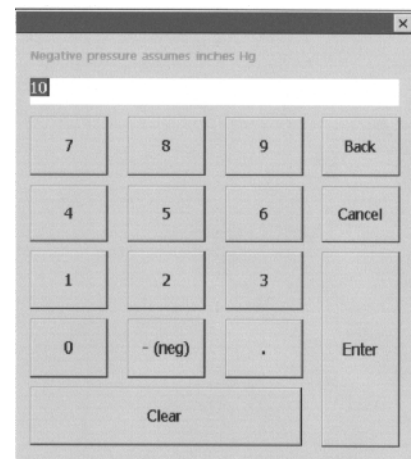 Negative pressure assumes inches Hg
10
7 8 9 Back
4 5 6 Cancel
1 2 3
0 - (neg) . Enter
Clear